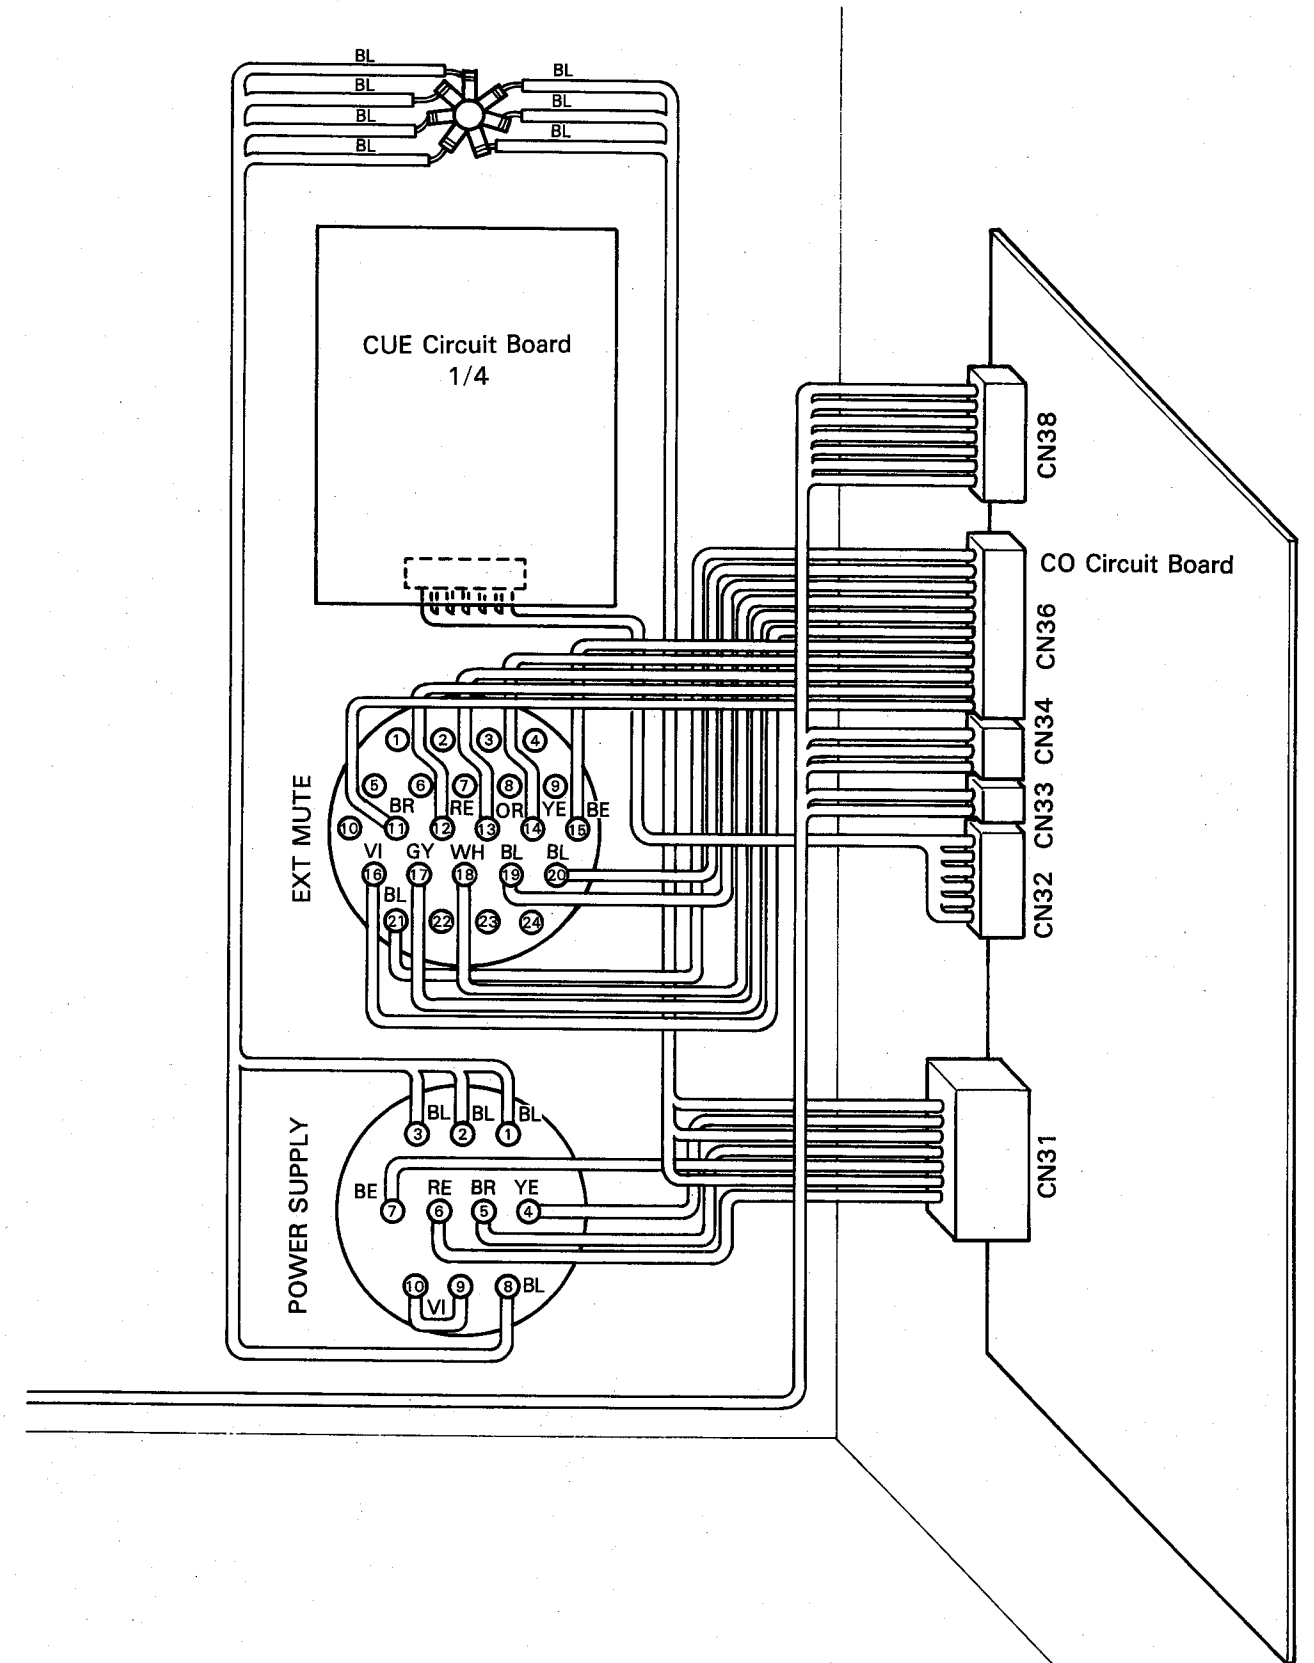 BL
BL
BL
BL
BL
BL
BL
CUE Circuit Board
1/4
CN38
CO Circuit Board
CN36
CN34
CN33
CN32
EXT MUTE
1 2 3 4
5 6 7 8 9
BR RE OR YE BE
10 11 12 13 14 15
VI GY WH BL BL
16 17 18 19 20
BL
21 22 23 24
CN31
POWER SUPPLY
BL BL BL
3 2 1
BE RE BR YE
7 6 5 4
10 9 8 BL
VI